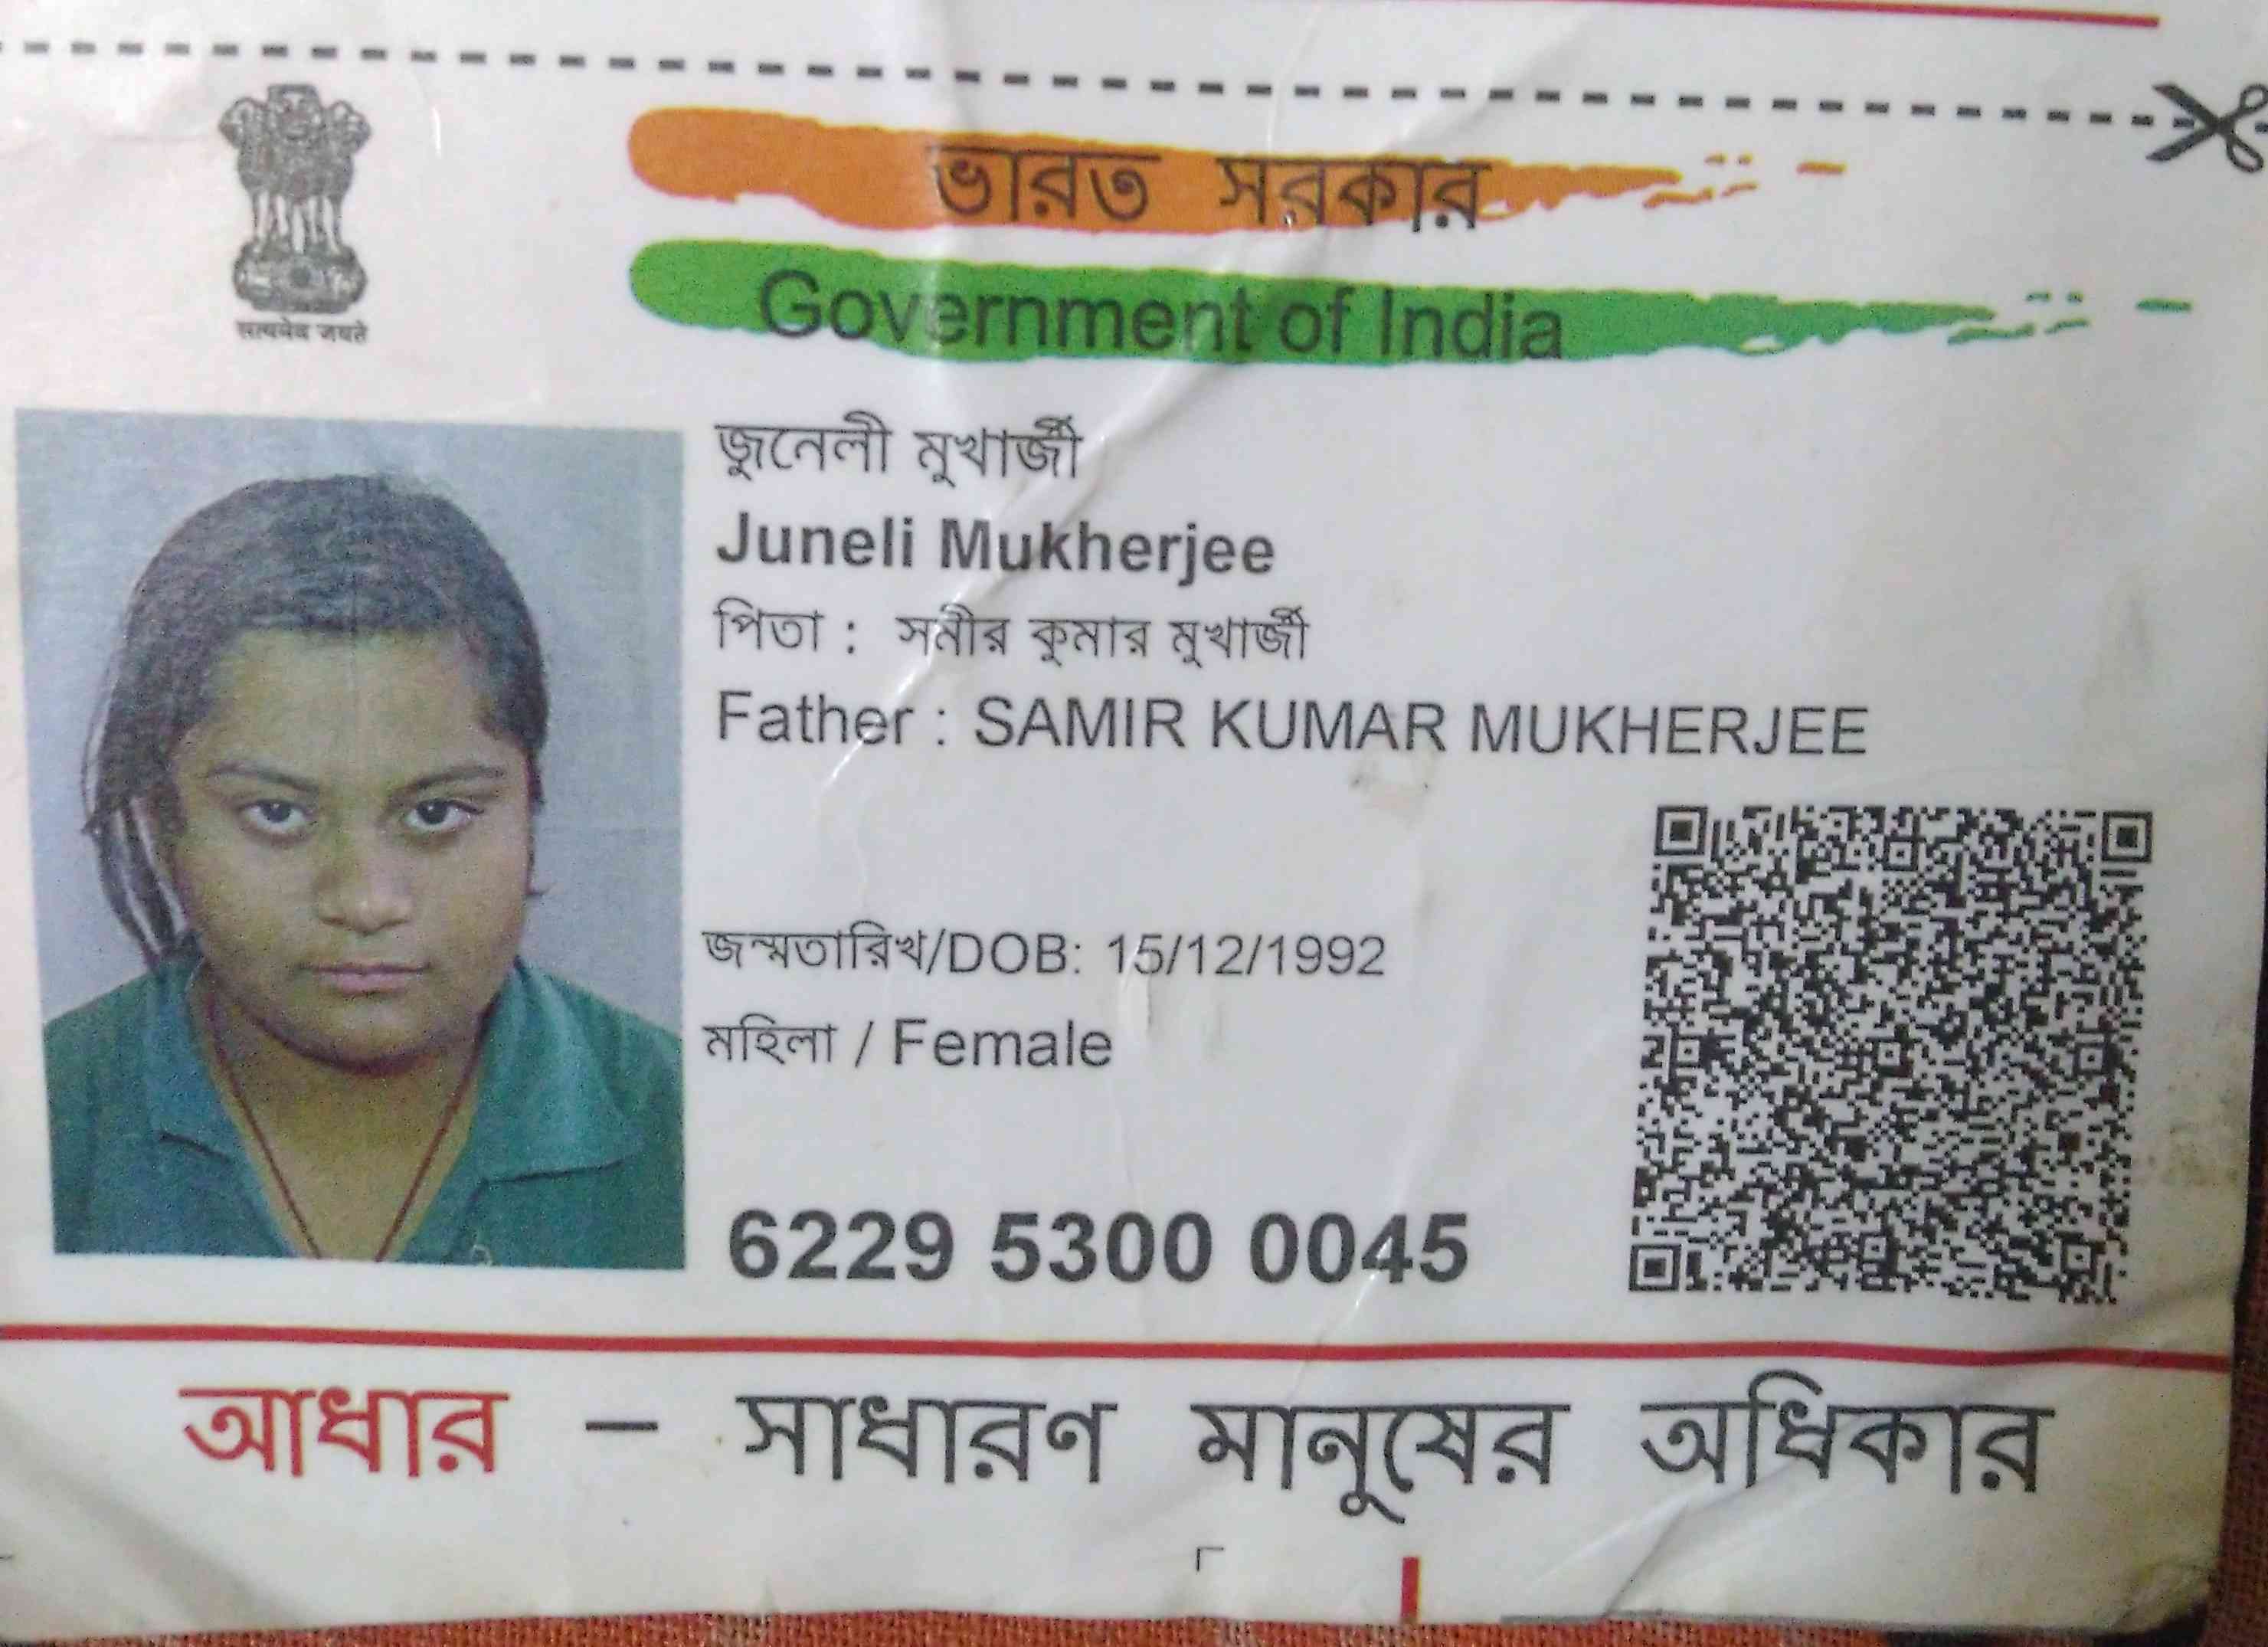 सत्यमेव जयते
ভারত সরকার
Government of India
জুনেলী মুখার্জী
Juneli Mukherjee
পিতা : সমীর কুমার মুখার্জী
Father : SAMIR KUMAR MUKHERJEE
জন্মতারিখ/DOB: 15/12/1992
মহিলা / Female
6229 5300 0045
আধার – সাধারণ মানুষের অধিকার